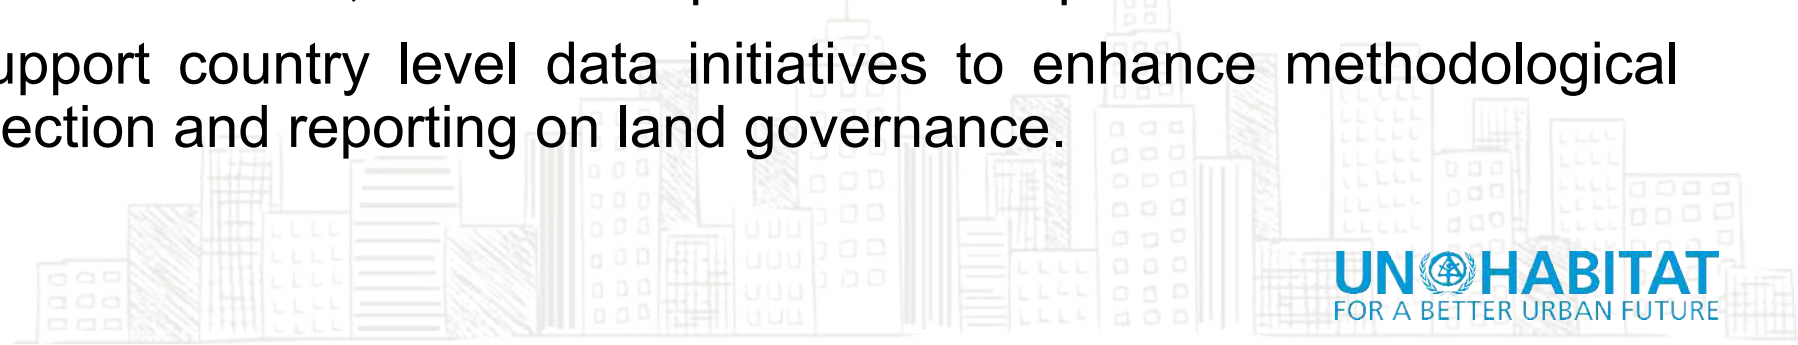 upport country level data initiatives to enhance methodological
ection and reporting on land governance.
UN HABITAT
FOR A BETTER URBAN FUTURE